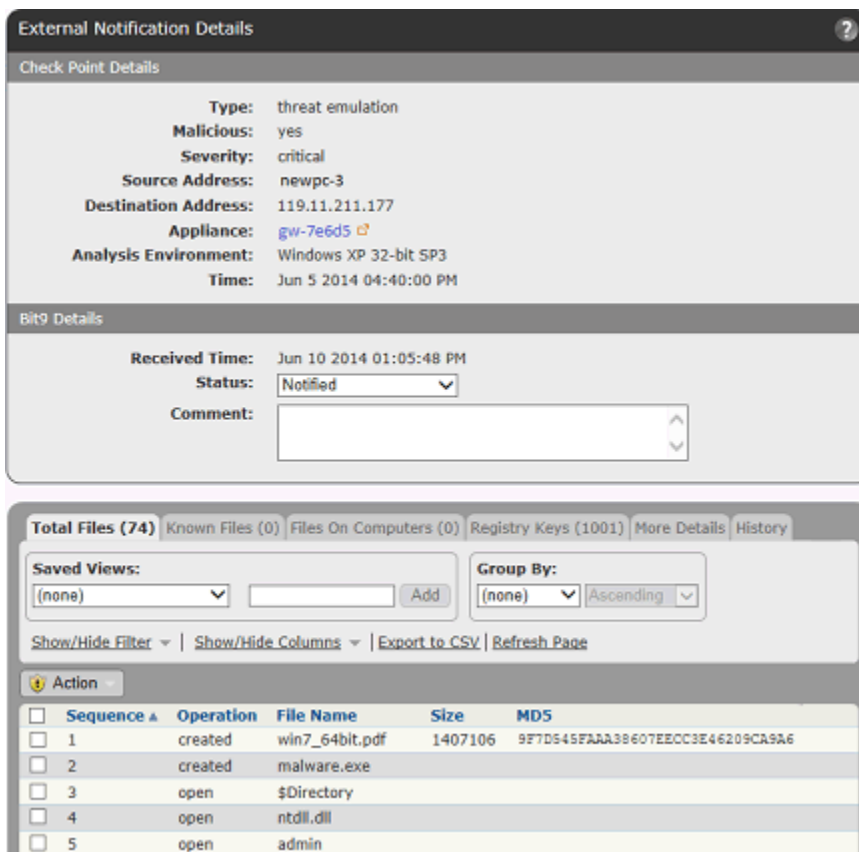 External Notification Details ?
Check Point Details
Type: threat emulation
Malicious: yes
Severity: critical
Source Address: newpc-3
Destination Address: 119.11.211.177
Appliance: gw-7e6d5
Analysis Environment: Windows XP 32-bit SP3
Time: Jun 5 2014 04:40:00 PM
Bit9 Details
Received Time: Jun 10 2014 01:05:48 PM
Status: Notified
Comment:
Total Files (74) Known Files (0) Files On Computers (0) Registry Keys (1001) More Details History
Saved Views: Group By:
(none) Add (none) Ascending
Show/Hide Filter | Show/Hide Columns | Export to CSV | Refresh Page
Action
Sequence Operation File Name Size MD5
1 created win7_64bit.pdf 1407106 9F7D545FAAA38607EECC3E46209CA9A6
2 created malware.exe
3 open $Directory
4 open ntdll.dll
5 open admin